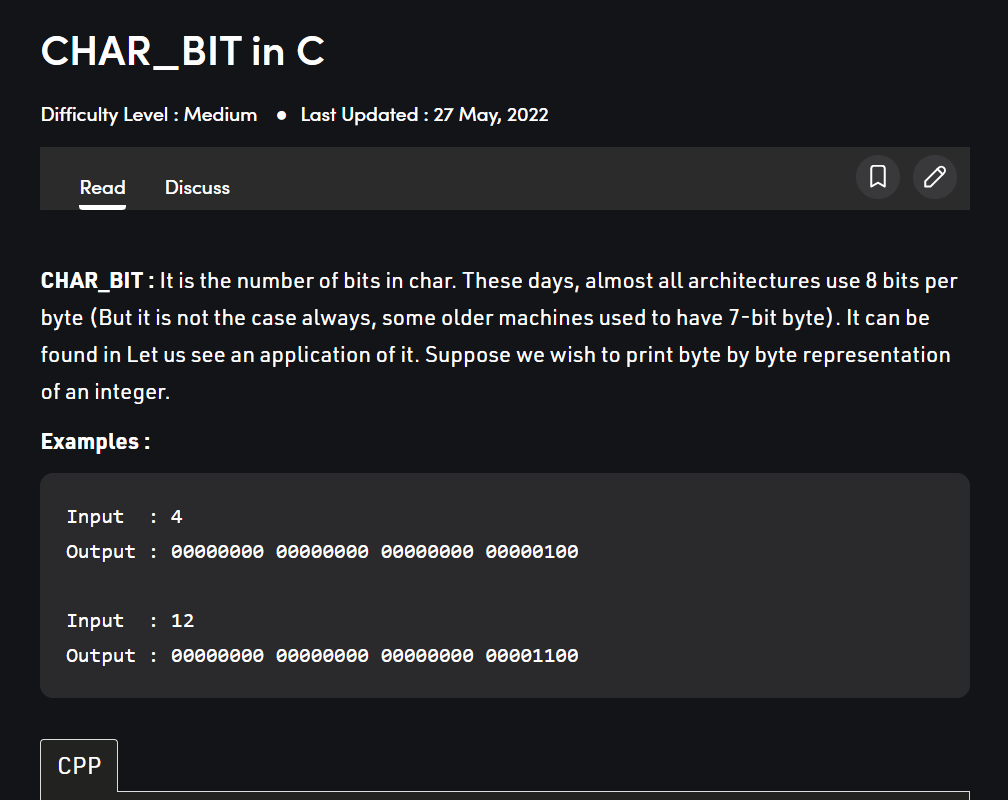 CHAR_BIT in C
Difficulty Level : Medium ● Last Updated : 27 May, 2022
Read Discuss
CHAR_BIT : It is the number of bits in char. These days, almost all architectures use 8 bits per
byte (But it is not the case always, some older machines used to have 7-bit byte). It can be
found in Let us see an application of it. Suppose we wish to print byte by byte representation
of an integer.
Examples :
Input  : 4
Output : 00000000 00000000 00000000 00000100
Input  : 12
Output : 00000000 00000000 00000000 00001100
CPP